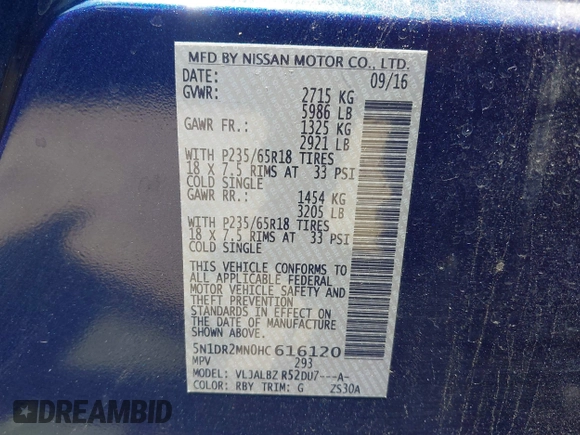 MFD BY NISSAN MOTOR CO., LTD.
DATE: 09/16
GVWR: 2715 KG
5986 LB
GAWR FR.: 1325 KG
2921 LB
WITH P235/65R18 TIRES
18 X 7.5 RIMS AT 33 PSI
COLD SINGLE
GAWR RR.: 1454 KG
3205 LB
WITH P235/65R18 TIRES
18 X 7.5 RIMS AT 33 PSI
COLD SINGLE
THIS VEHICLE CONFORMS TO
ALL APPLICABLE FEDERAL
MOTOR VEHICLE SAFETY AND
THEFT PREVENTION
STANDARDS IN EFFECT ON
THE DATE OF MANUFACTURE
SHOWN ABOVE.
5N1DR2MN0HC616120
MPV 293
MODEL: VLJALBZ R52DU7---A-
COLOR: RBY TRIM: G ZS30A
DREAMBID
DREAMBID